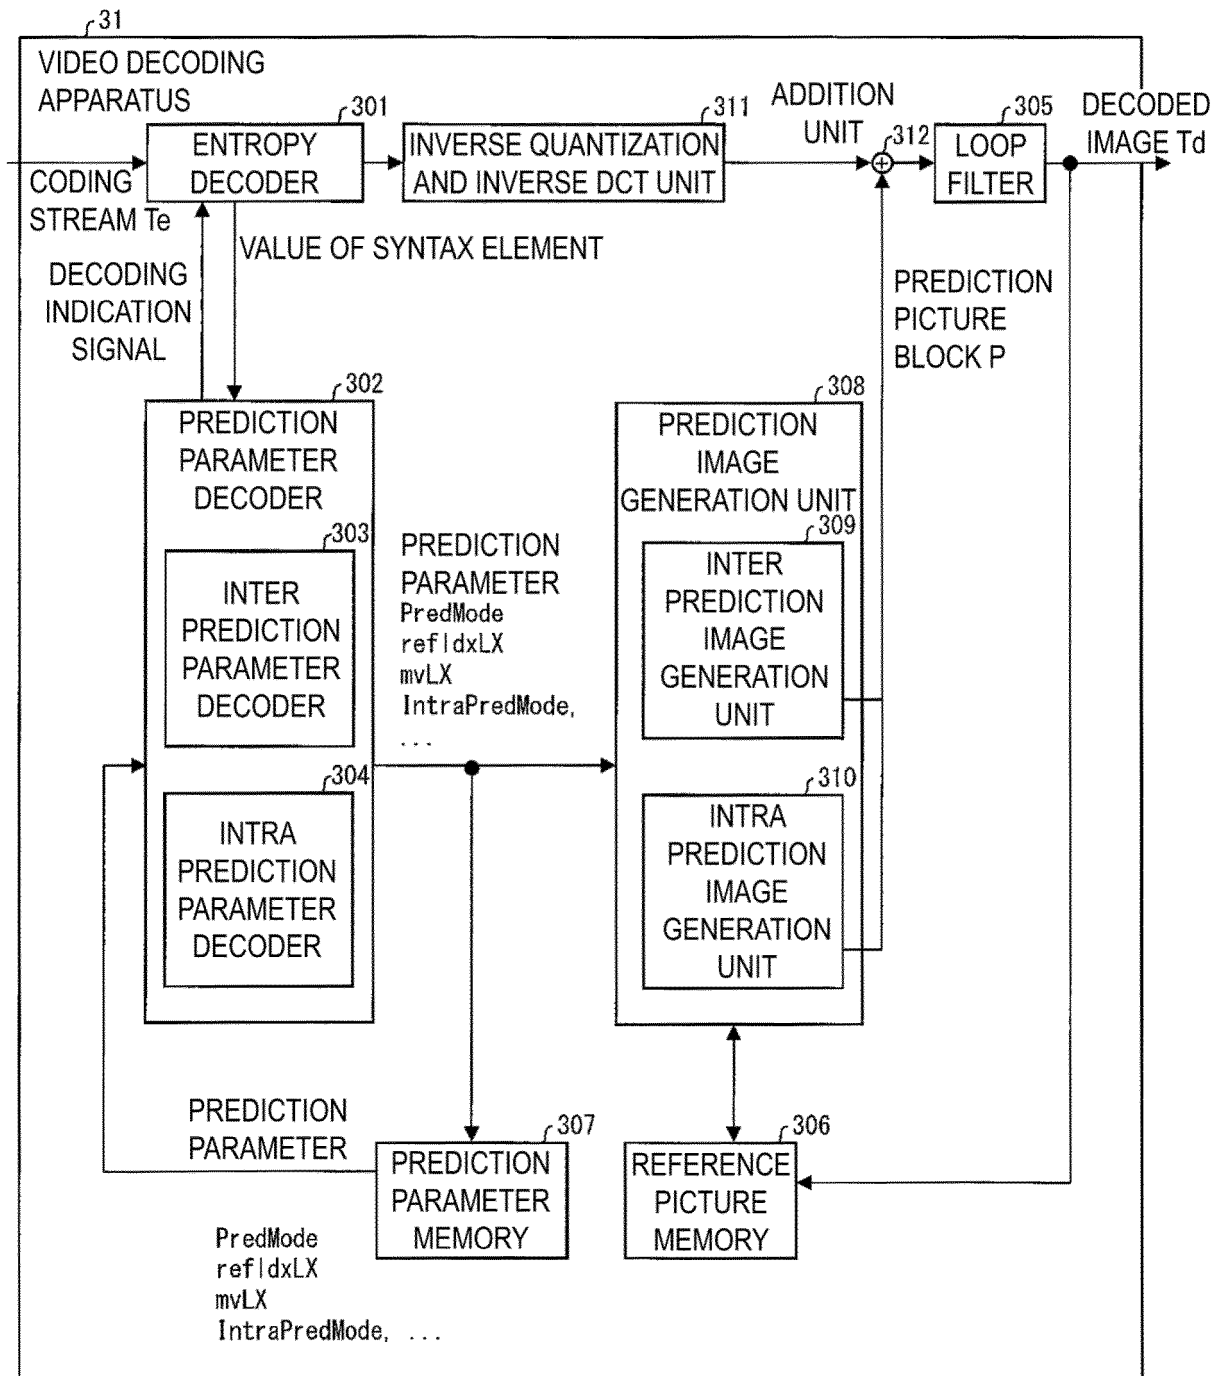 31
VIDEO DECODING
APPARATUS
301
ENTROPY
DECODER
311
INVERSE QUANTIZATION
AND INVERSE DCT UNIT
ADDITION
UNIT
312
305
LOOP
FILTER
DECODED
IMAGE Td
CODING
STREAM Te
VALUE OF SYNTAX ELEMENT
DECODING
INDICATION
SIGNAL
PREDICTION
PICTURE
BLOCK P
302
PREDICTION
PARAMETER
DECODER
303
INTER
PREDICTION
PARAMETER
DECODER
304
INTRA
PREDICTION
PARAMETER
DECODER
PREDICTION
PARAMETER
PredMode
refIdxLX
mvLX
IntraPredMode,
...
308
PREDICTION
IMAGE
GENERATION UNIT
309
INTER
PREDICTION
IMAGE
GENERATION
UNIT
310
INTRA
PREDICTION
IMAGE
GENERATION
UNIT
PREDICTION
PARAMETER
307
PREDICTION
PARAMETER
MEMORY
306
REFERENCE
PICTURE
MEMORY
PredMode
refIdxLX
mvLX
IntraPredMode, ...